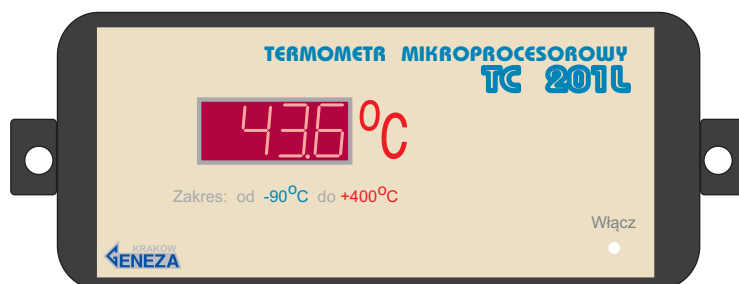 TERMOMETR MIKROPROCESOROWY
TC 201L
43.6 °C
Zakres: od -90°C do +400°C
Włącz
KRAKÓW
GENEZA